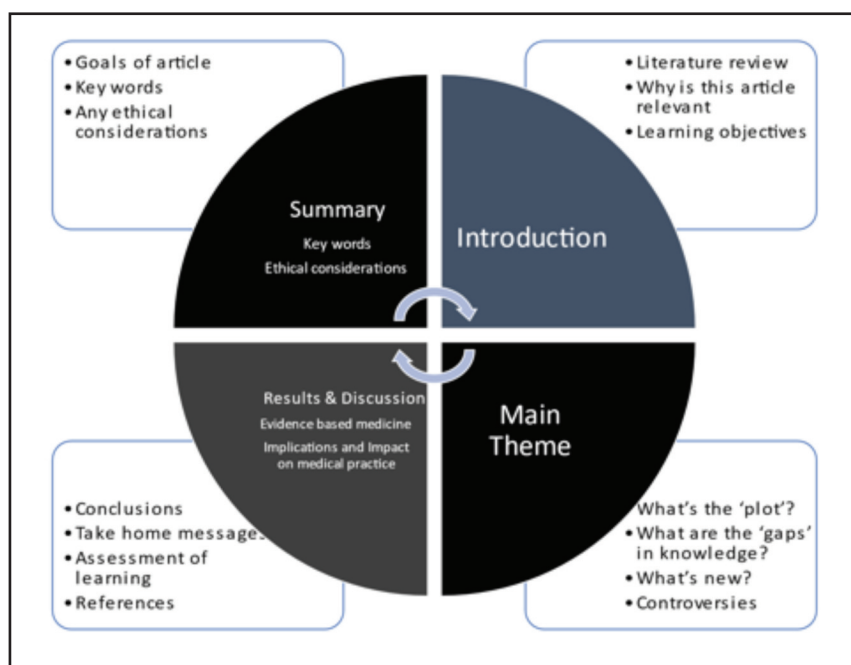 • Goals of article
• Key words
• Any ethical
considerations
• Literature review
• Why is this article
relevant
• Learning objectives
Summary
Key words
Ethical considerations
Introduction
Results & Discussion
Evidence based medicine
Implications and Impact
on medical practice
Main
Theme
• Conclusions
• Take home messages
• Assessment of
learning
• References
What's the ‘plot’?
• What are the ‘gaps’
in knowledge?
• What's new?
• Controversies